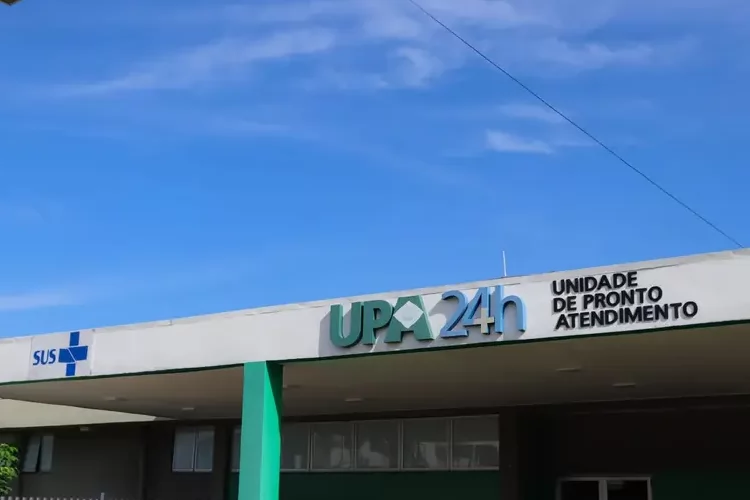 SUS
UPA 24h
UNIDADE
DE PRONTO
ATENDIMENTO